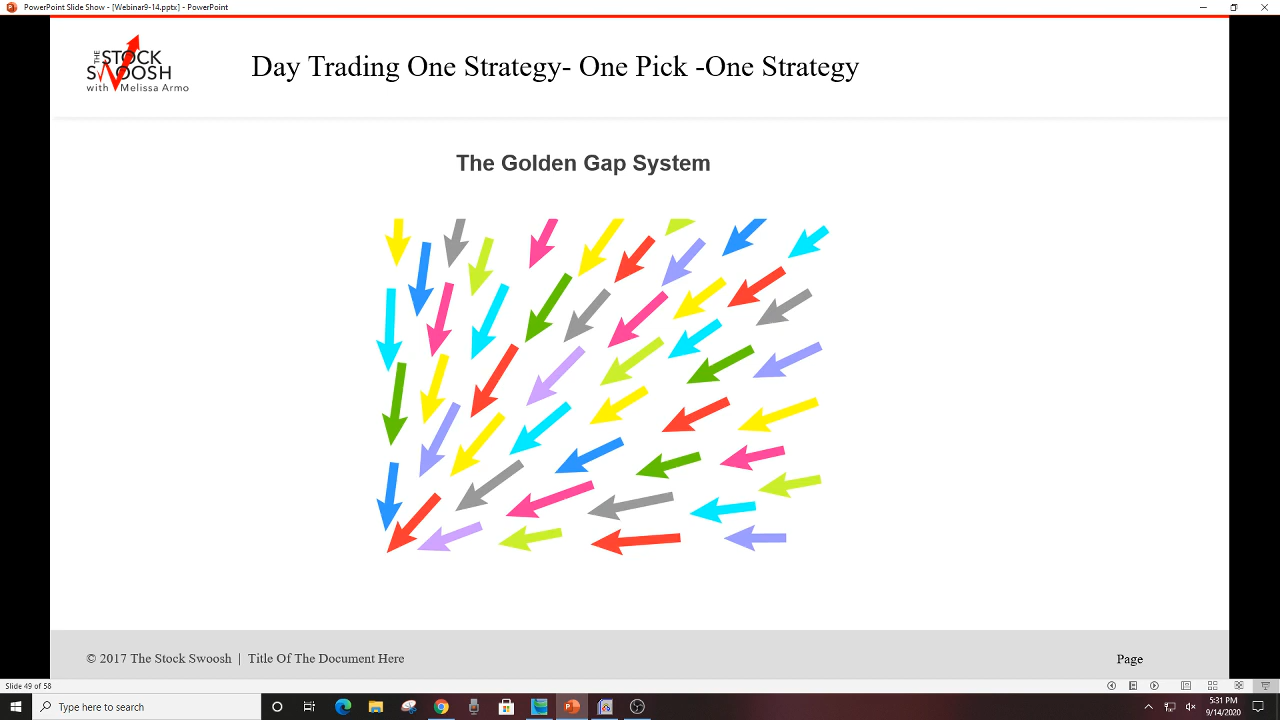 PowerPoint Slide Show - [Webinar9-14.pptx] - PowerPoint
THE
STOCK
SWOOSH
with Melissa Armo
Day Trading One Strategy- One Pick -One Strategy
The Golden Gap System
© 2017 The Stock Swoosh | Title Of The Document Here
Page
Slide 49 of 58
Type here to search
5:31 PM
9/14/2020